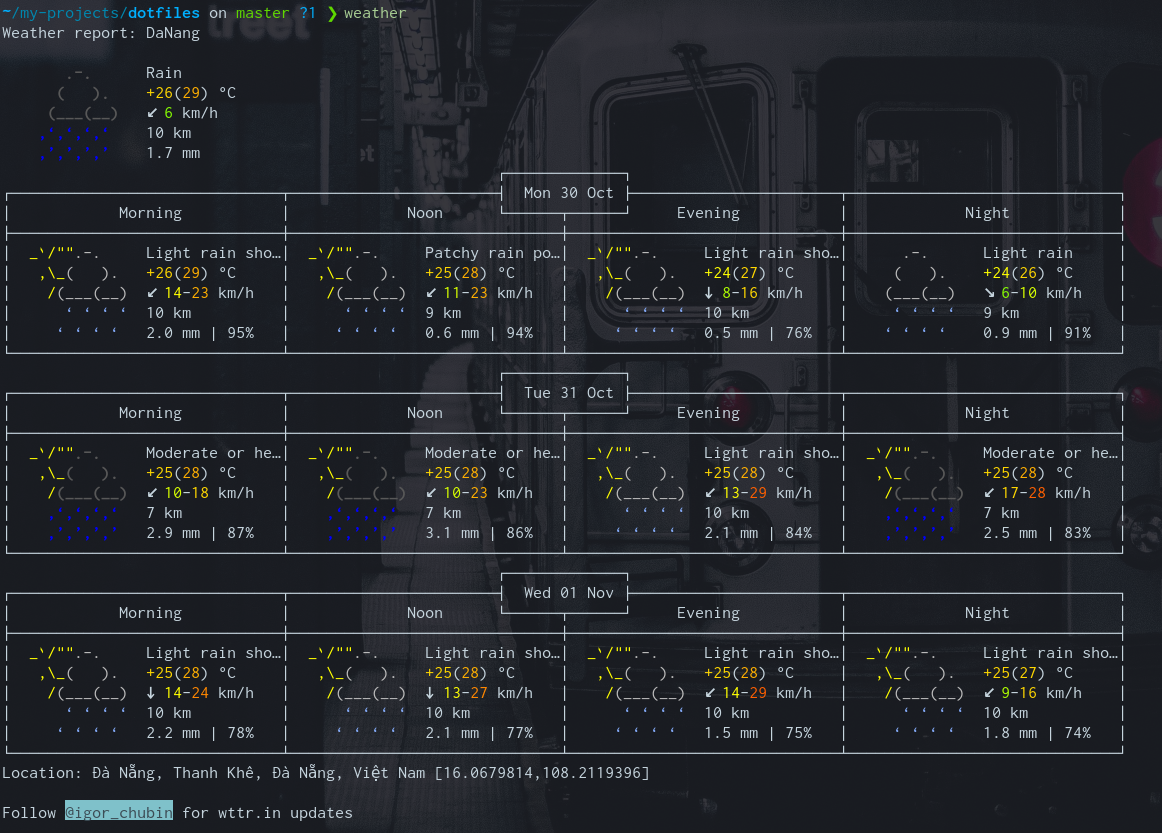 ~/my-projects/dotfiles on master ?1 ❯ weather
Weather report: DaNang
Rain
+26(29) °C
↙ 6 km/h
10 km
1.7 mm
Mon 30 Oct
Morning Noon Evening Night
Light rain sho… Patchy rain po… Light rain sho… Light rain
+26(29) °C +25(28) °C +24(27) °C +24(26) °C
↙ 14-23 km/h ↙ 11-23 km/h ↓ 8-16 km/h ↘ 6-10 km/h
10 km 9 km 10 km 9 km
2.0 mm | 95% 0.6 mm | 94% 0.5 mm | 76% 0.9 mm | 91%
Tue 31 Oct
Morning Noon Evening Night
Moderate or he… Moderate or he… Light rain sho… Moderate or he…
+25(28) °C +25(28) °C +25(28) °C +25(28) °C
↙ 10-18 km/h ↙ 10-23 km/h ↙ 13-29 km/h ↙ 17-28 km/h
7 km 7 km 10 km 7 km
2.9 mm | 87% 3.1 mm | 86% 2.1 mm | 84% 2.5 mm | 83%
Wed 01 Nov
Morning Noon Evening Night
Light rain sho… Light rain sho… Light rain sho… Light rain sho…
+25(28) °C +25(28) °C +25(28) °C +25(27) °C
↓ 14-24 km/h ↓ 13-27 km/h ↙ 14-29 km/h ↙ 9-16 km/h
10 km 10 km 10 km 10 km
2.2 mm | 78% 2.1 mm | 77% 1.5 mm | 75% 1.8 mm | 74%
Location: Đà Nẵng, Thanh Khê, Đà Nẵng, Việt Nam [16.0679814,108.2119396]
Follow @igor_chubin for wttr.in updates